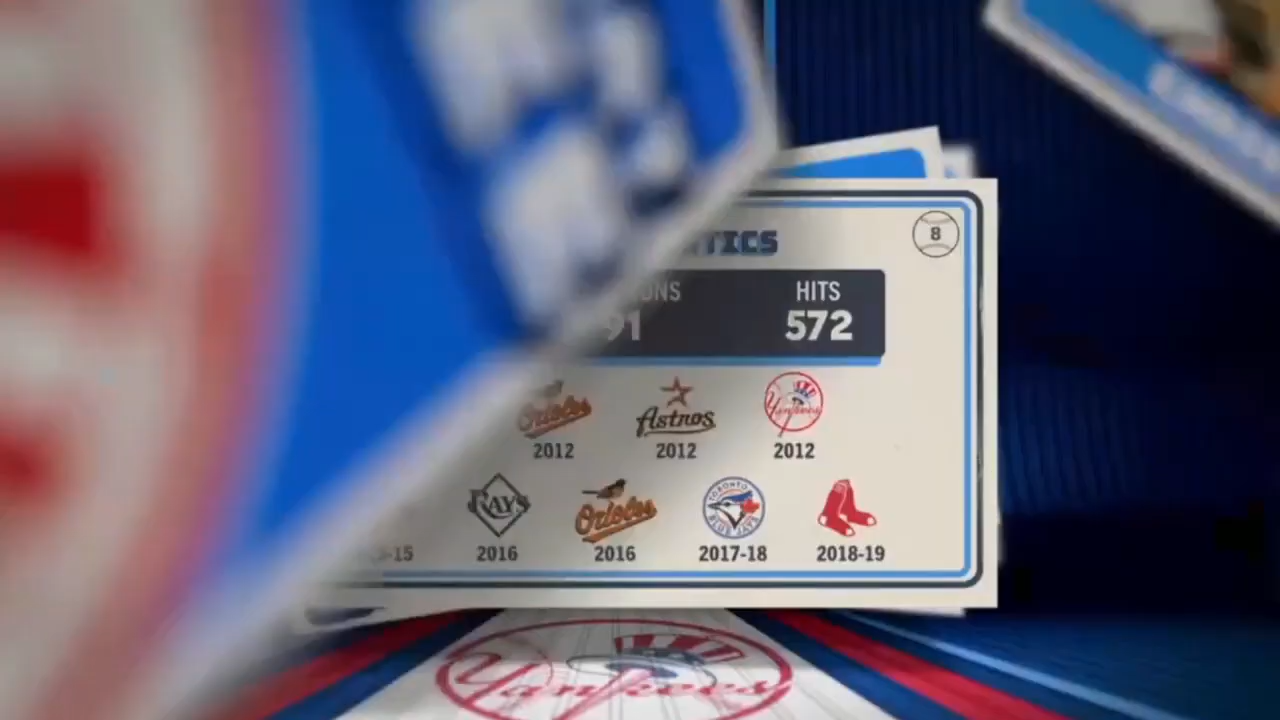 8
HITS
572
Orioles Astros Yankees
2012 2012 2012
RAYS Orioles TORONTO BLUE JAYS
-15 2016 2016 2017-18 2018-19
Yankees